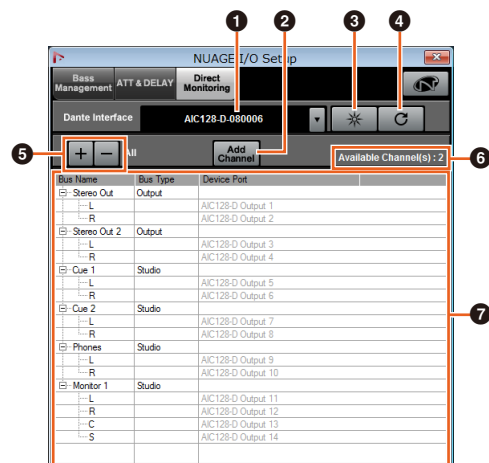 1 2 3 4
NUAGE I/O Setup
Bass Management ATT & DELAY Direct Monitoring
Dante Interface AIC128-D-080006
5 + − All Add Channel Available Channel(s) : 2 6
Bus Name Bus Type Device Port
Stereo Out Output
L AIC128-D Output 1
R AIC128-D Output 2
Stereo Out 2 Output
L AIC128-D Output 3
R AIC128-D Output 4
Cue 1 Studio
L AIC128-D Output 5
R AIC128-D Output 6
Cue 2 Studio
L AIC128-D Output 7 7
R AIC128-D Output 8
Phones Studio
L AIC128-D Output 9
R AIC128-D Output 10
Monitor 1 Studio
L AIC128-D Output 11
R AIC128-D Output 12
C AIC128-D Output 13
S AIC128-D Output 14